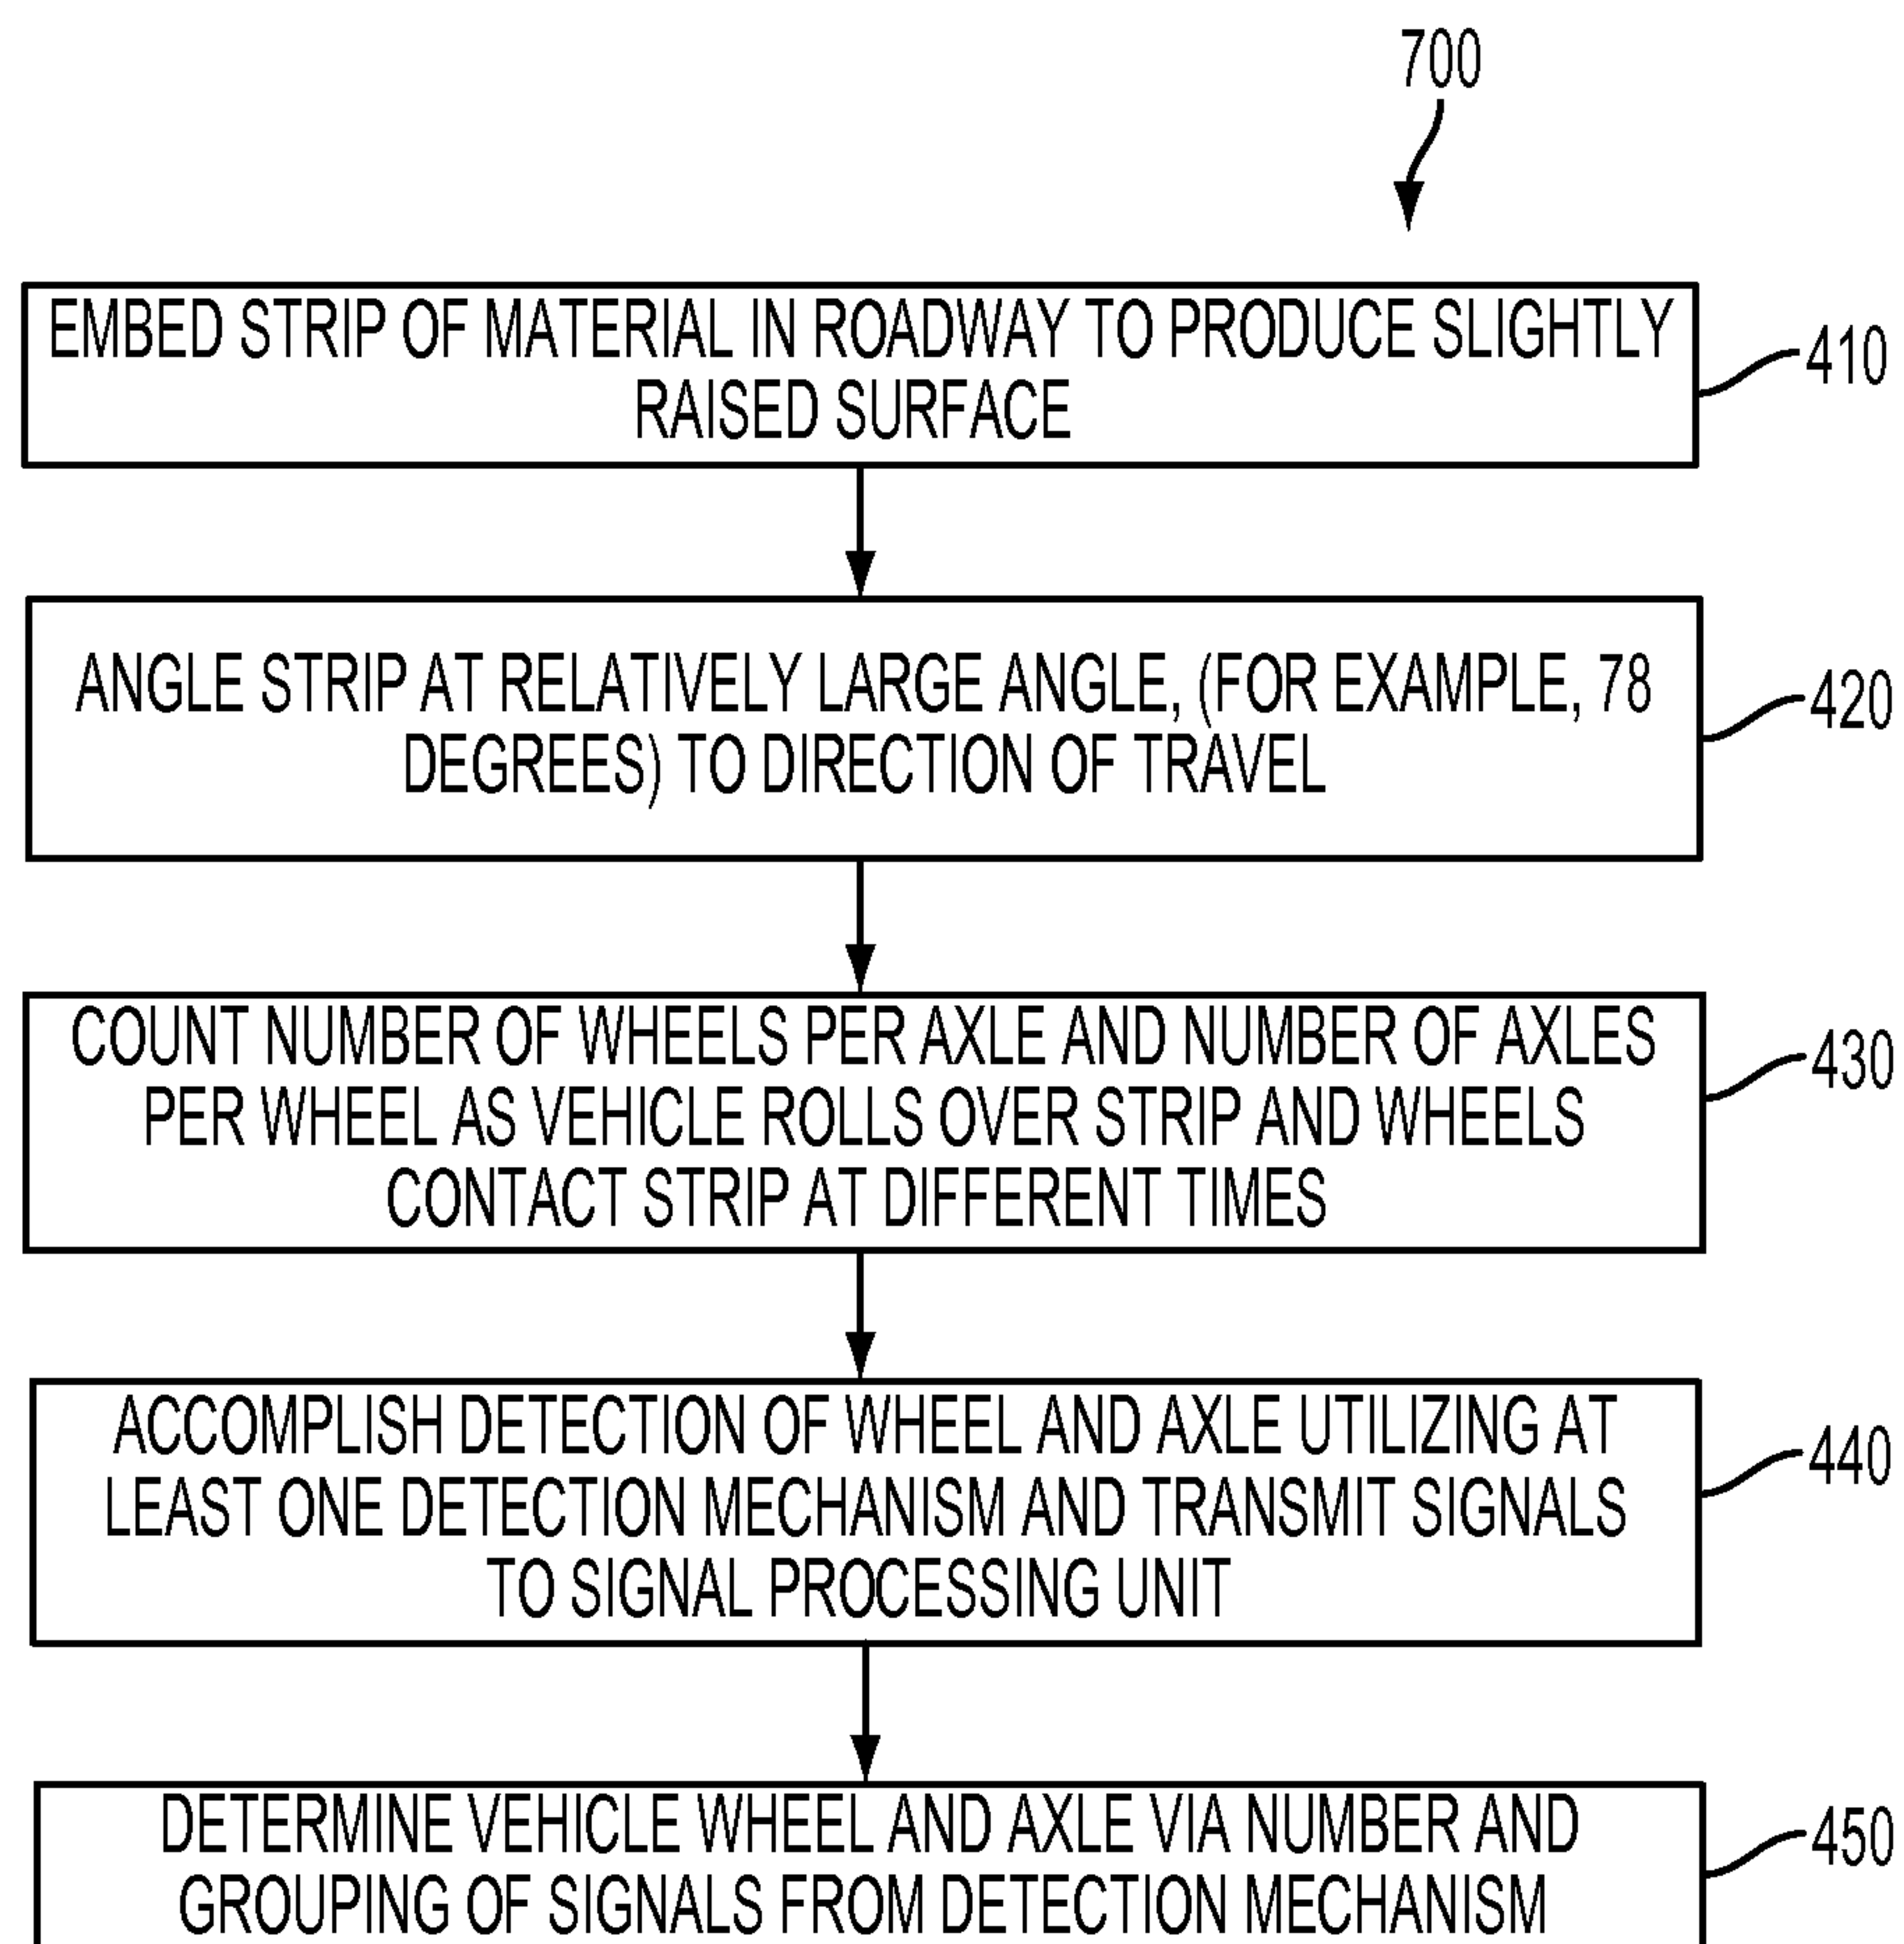 700
EMBED STRIP OF MATERIAL IN ROADWAY TO PRODUCE SLIGHTLY
RAISED SURFACE
410
ANGLE STRIP AT RELATIVELY LARGE ANGLE, (FOR EXAMPLE, 78
DEGREES) TO DIRECTION OF TRAVEL
420
COUNT NUMBER OF WHEELS PER AXLE AND NUMBER OF AXLES
PER WHEEL AS VEHICLE ROLLS OVER STRIP AND WHEELS
CONTACT STRIP AT DIFFERENT TIMES
430
ACCOMPLISH DETECTION OF WHEEL AND AXLE UTILIZING AT
LEAST ONE DETECTION MECHANISM AND TRANSMIT SIGNALS
TO SIGNAL PROCESSING UNIT
440
DETERMINE VEHICLE WHEEL AND AXLE VIA NUMBER AND
GROUPING OF SIGNALS FROM DETECTION MECHANISM
450